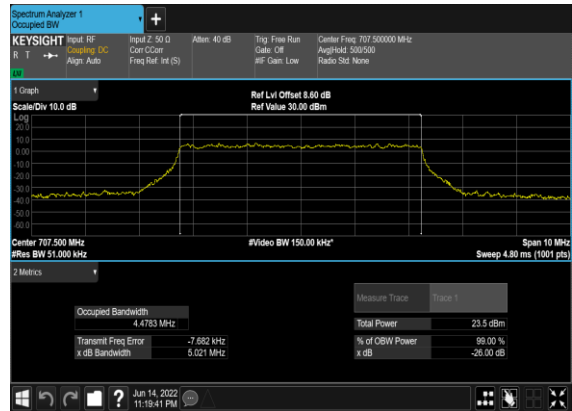 Spectrum Analyzer 1
Occupied BW
+
KEYSIGHT Input: RF Input Z: 50 Ω Atten: 40 dB Trig: Free Run Center Freq: 707.500000 MHz
R T Coupling: DC Corr CCorr Gate: Off Avg|Hold: 500/500
Align: Auto Freq Ref: Int (S) #IF Gain: Low Radio Std: None
LW
1 Graph
Ref Lvl Offset 8.60 dB
Scale/Div 10.0 dB Ref Value 30.00 dBm
Log
20.0
10.0
0.00
-10.0
-20.0
-30.0
-40.0
-50.0
-60.0
Center 707.500 MHz #Video BW 150.00 kHz* Span 10 MHz
#Res BW 51.000 kHz Sweep 4.80 ms (1001 pts)
2 Metrics
Measure Trace Trace 1
Occupied Bandwidth
4.4783 MHz Total Power 23.5 dBm
Transmit Freq Error -7.682 kHz % of OBW Power 99.00 %
x dB Bandwidth 5.021 MHz x dB -26.00 dB
? Jun 14, 2022
11:19:41 PM